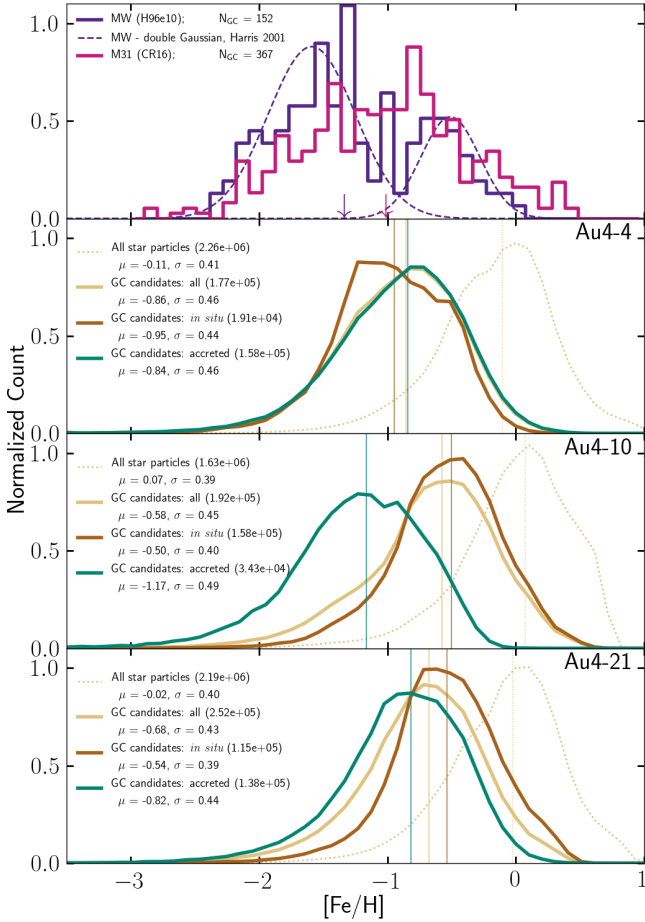 MW (H96e10); N_GC = 152
MW - double Gaussian, Harris 2001
M31 (CR16); N_GC = 367
1.0
0.5
0.0
Au4-4
All star particles (2.26e+06)
μ = -0.11, σ = 0.41
GC candidates: all (1.77e+05)
μ = -0.86, σ = 0.46
GC candidates: in situ (1.91e+04)
μ = -0.95, σ = 0.44
GC candidates: accreted (1.58e+05)
μ = -0.84, σ = 0.46
1.0
0.5
0.0
Au4-10
All star particles (1.63e+06)
μ = 0.07, σ = 0.39
GC candidates: all (1.92e+05)
μ = -0.58, σ = 0.45
GC candidates: in situ (1.58e+05)
μ = -0.50, σ = 0.40
GC candidates: accreted (3.43e+04)
μ = -1.17, σ = 0.49
1.0
0.5
0.0
Au4-21
All star particles (2.19e+06)
μ = -0.02, σ = 0.40
GC candidates: all (2.52e+05)
μ = -0.68, σ = 0.43
GC candidates: in situ (1.15e+05)
μ = -0.54, σ = 0.39
GC candidates: accreted (1.38e+05)
μ = -0.82, σ = 0.44
1.0
0.5
0.0
−3 −2 −1 0 1
[Fe/H]
Normalized Count